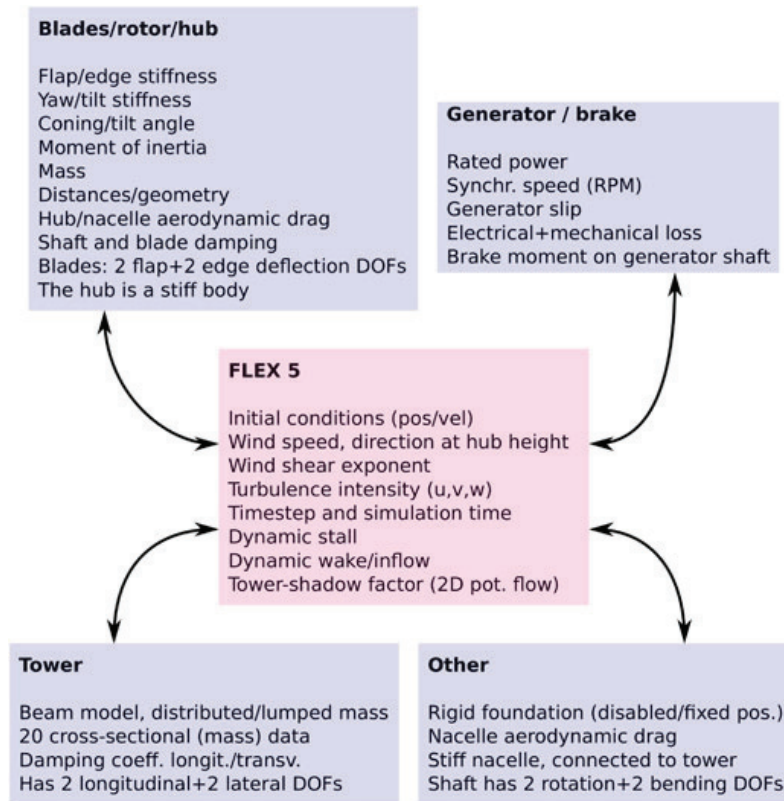 Blades/rotor/hub
Flap/edge stiffness
Yaw/tilt stiffness
Coning/tilt angle
Moment of inertia
Mass
Distances/geometry
Hub/nacelle aerodynamic drag
Shaft and blade damping
Blades: 2 flap+2 edge deflection DOFs
The hub is a stiff body
Generator / brake
Rated power
Synchr. speed (RPM)
Generator slip
Electrical+mechanical loss
Brake moment on generator shaft
FLEX 5
Initial conditions (pos/vel)
Wind speed, direction at hub height
Wind shear exponent
Turbulence intensity (u,v,w)
Timestep and simulation time
Dynamic stall
Dynamic wake/inflow
Tower-shadow factor (2D pot. flow)
Tower
Beam model, distributed/lumped mass
20 cross-sectional (mass) data
Damping coeff. longit./transv.
Has 2 longitudinal+2 lateral DOFs
Other
Rigid foundation (disabled/fixed pos.)
Nacelle aerodynamic drag
Stiff nacelle, connected to tower
Shaft has 2 rotation+2 bending DOFs